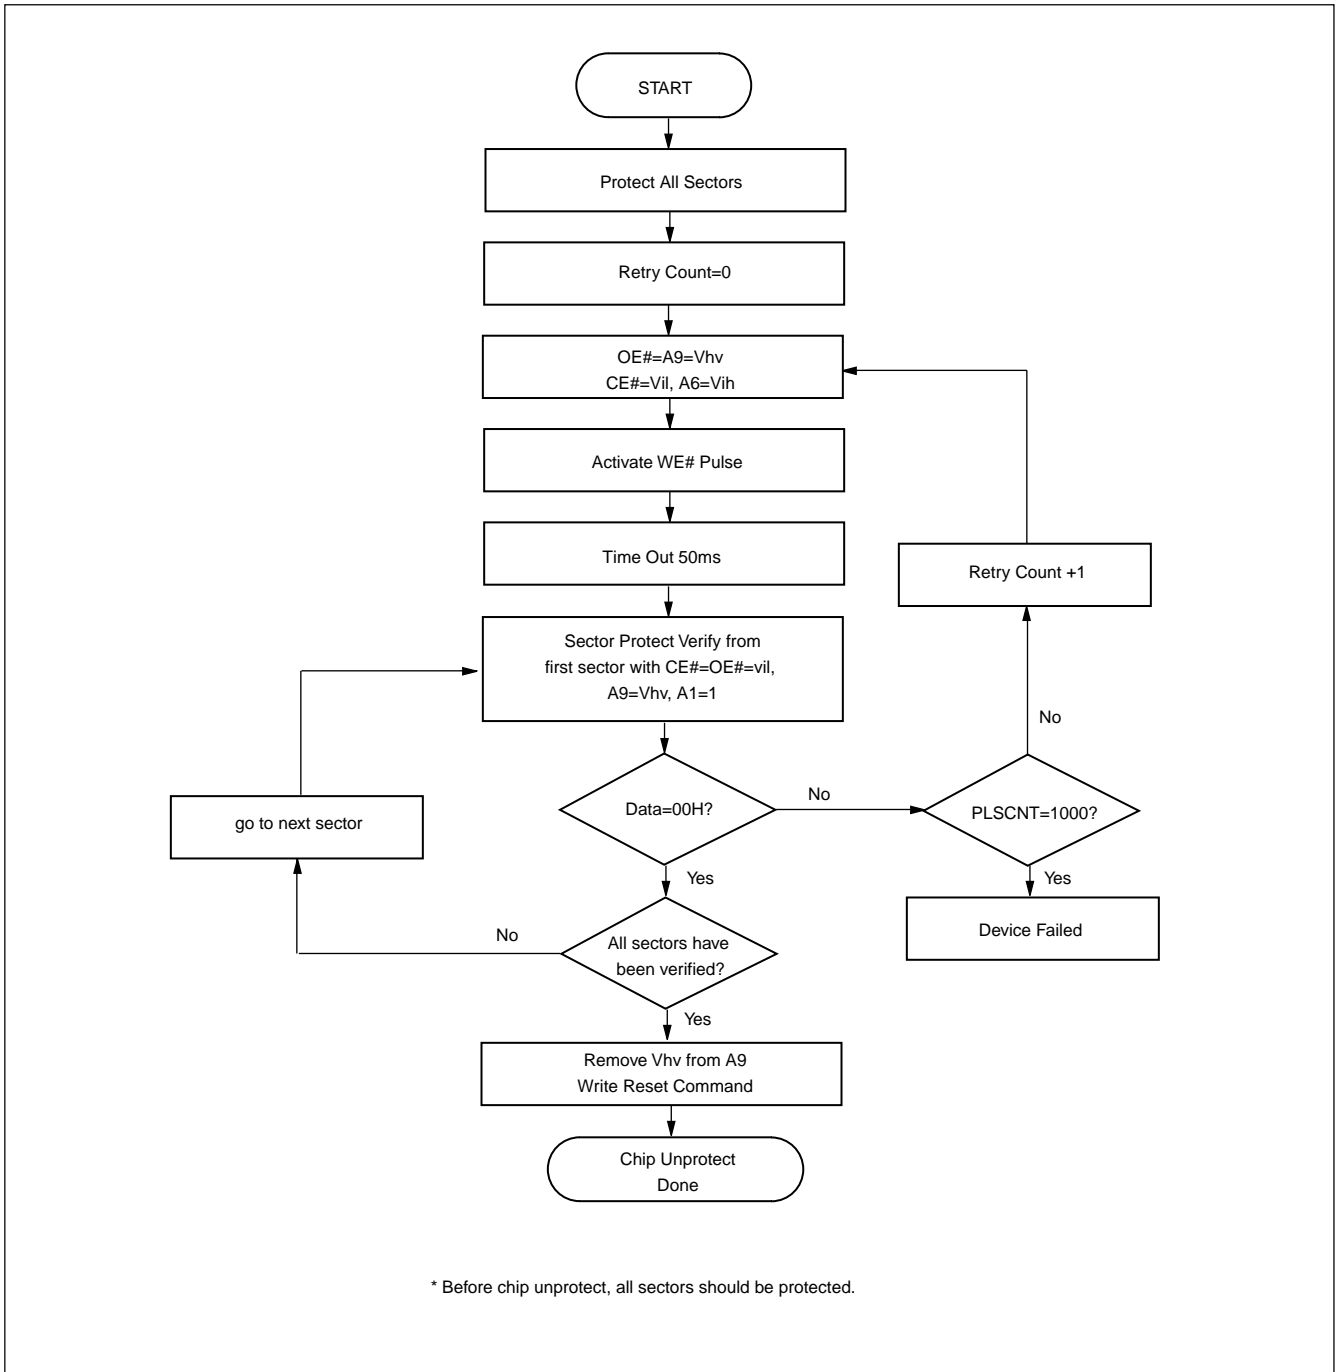 START
Protect All Sectors
Retry Count=0
OE#=A9=Vhv
CE#=Vil, A6=Vih
Activate WE# Pulse
Time Out 50ms
Retry Count +1
Sector Protect Verify from
first sector with CE#=OE#=vil,
A9=Vhv, A1=1
No
Data=00H?
No
PLSCNT=1000?
go to next sector
Yes
Yes
Device Failed
No
All sectors have
been verified?
Yes
Remove Vhv from A9
Write Reset Command
Chip Unprotect
Done
* Before chip unprotect, all sectors should be protected.